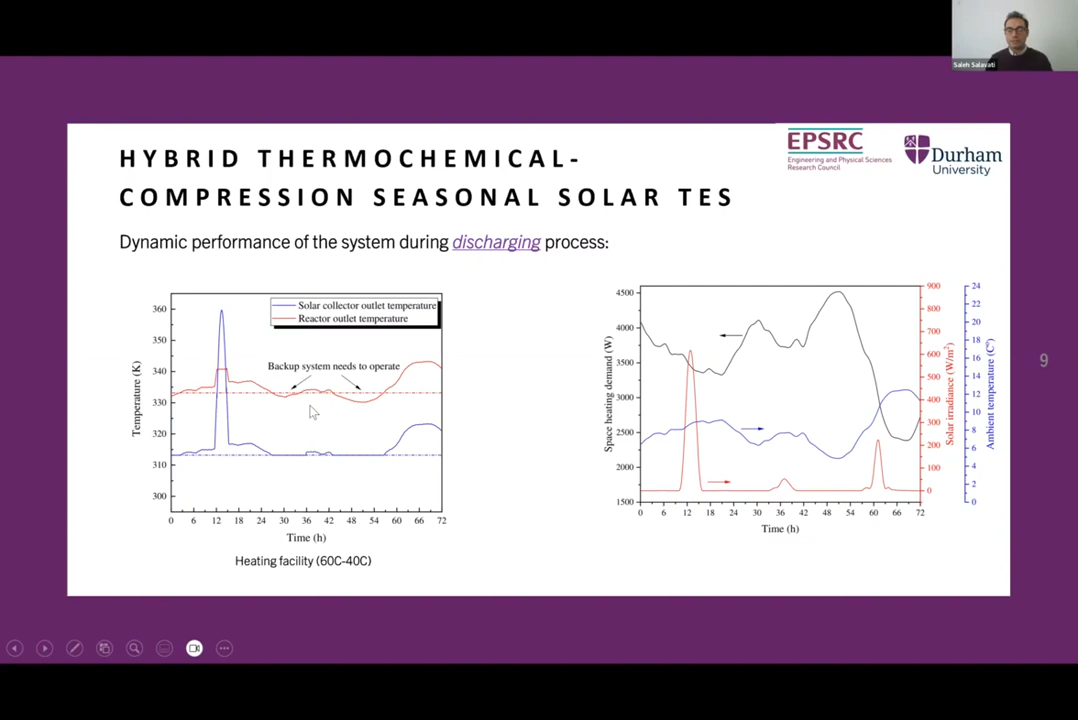 Saleh Salavati
HYBRID THERMOCHEMICAL-
COMPRESSION SEASONAL SOLAR TES
EPSRC
Engineering and Physical Sciences
Research Council
Durham
University
Dynamic performance of the system during discharging process:
Solar collector outlet temperature
Reactor outlet temperature
Backup system needs to operate
Temperature (K)
360
350
340
330
320
310
300
0 6 12 18 24 30 36 42 48 54 60 66 72
Time (h)
Heating facility (60C-40C)
Space heating demand (W)
4500
4000
3500
3000
2500
2000
1500
0 6 12 18 24 30 36 42 48 54 60 66 72
Time (h)
900
800
700
600
500
400
300
200
100
0
Solar irradiance (W/m²)
24
22
20
18
16
14
12
10
8
6
4
2
0
Ambient temperature (C°)
9